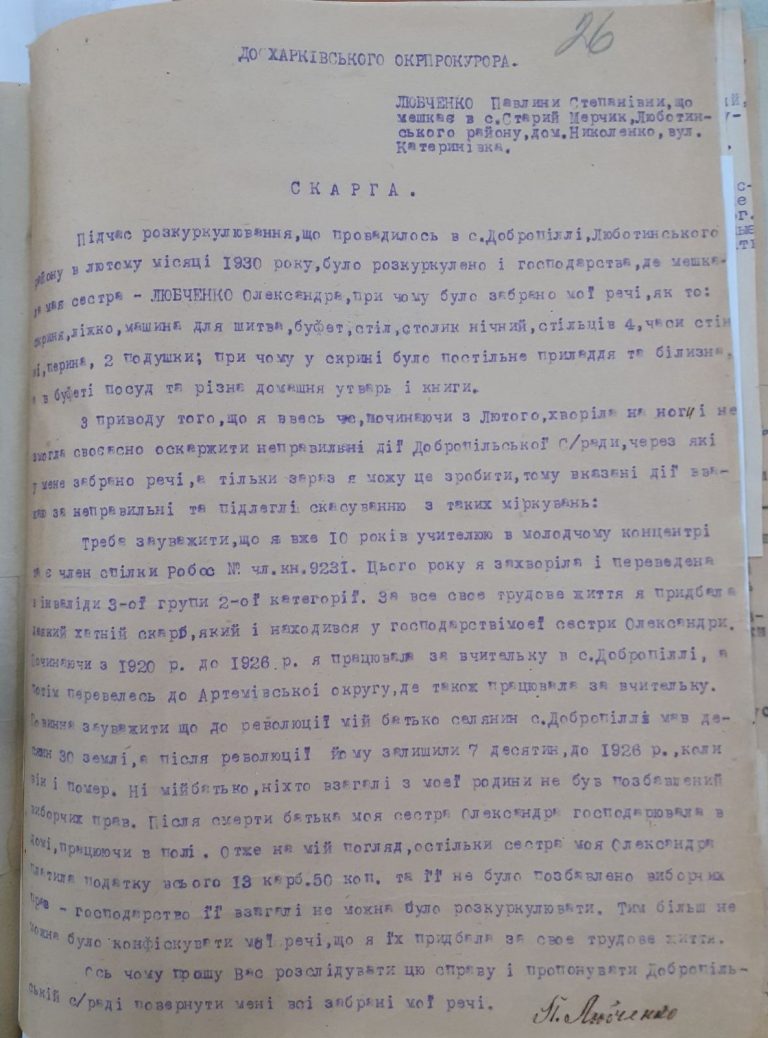 26
ДО ХАРКІВСЬКОГО ОКРПРОКУРОРА.
ЛЮБЧЕНКО Павлини Степанівни,що
мешкає в с.Старий Мерчик,Люботин-
ського району,дом.Николенко,вул.
Катеринівка.
СКАРГА.
Підчас розкуркулювання,що провадилось в с.Добропіллі,Люботинського
району в лютому місяці 1930 року,було розкуркулено і господарства,де мешка-
ла мая сестра - ЛЮБЧЕНКО Олександра,при чому було забрано мої речі,як то:
скриня,ліжко,машина для шитва,буфет,стіл,столик нічний,стільців 4,часи стін
ні,перина, 2 подушки; при чому у скрині було постільне приладдя та білизна,
а в буфеті посуд та різна домашня утварь і книги.
З приводу того,що я ввесь час,починаючи з Лютого,хворіла на ноги і не
змогла своєчасно оскаржити неправильні дії Добропільської С/ради,через які
у мене забрано речі,а тільки зараз я можу це зробити,тому вказані дії вва-
жаю за неправильні та підлеглі скасуванню з таких міркувань:
Треба зауважити,що я вже 10 років учителюю в молодчому концентрі
та є член спілки Робос № чл.кн.9231. Цього року я захворіла і переведена
в інваліди 3-ої групи 2-ої категорії. За все своє трудове життя я придбала
деякий хатній скарб,який і находився у господарствімоєї сестри Олександри.
Починаючи з 1920 р. до 1926 р. я працювала за вчительку в с.Добропіллі, а
потім перевелесь до Артемівської округу,де також працювала за вчительку.
Повинна зауважити що до революції мій батько селянин с.Добропіллі мав де-
сятин 30 землі,а після революції йому залишили 7 десятин,до 1926 р.,коли
він і помер. Ні мійбатько,ніхто взагалі з моєї родини не був позбавлений
виборчих прав. Після смерти батька моя сестра Олександра господарювала в
домі,працюючи в полі. Отже на мій погляд,остільки сестра моя Олександра
платила податку всього 13 карб.50 коп. та її не було позбавлено виборчих
прав - господарство її взагалі не можна було розкуркулювати. Тим більш не
можна було конфіскувати мої речі,що я їх придбала за своє трудове життя.
Ось чому прошу Вас розслідувати цю справу і пропонувати Добропіль-
ській с/раді повернути мені всі забрані мої речі.
П. Любченко